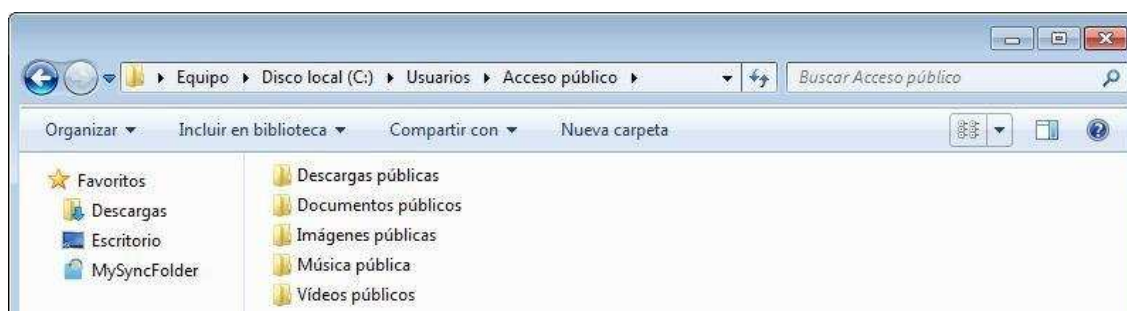 Equipo ▸ Disco local (C:) ▸ Usuarios ▸ Acceso público ▸
Buscar Acceso público
Organizar Incluir en biblioteca Compartir con Nueva carpeta
Favoritos
Descargas
Escritorio
MySyncFolder
Descargas públicas
Documentos públicos
Imágenes públicas
Música pública
Vídeos públicos